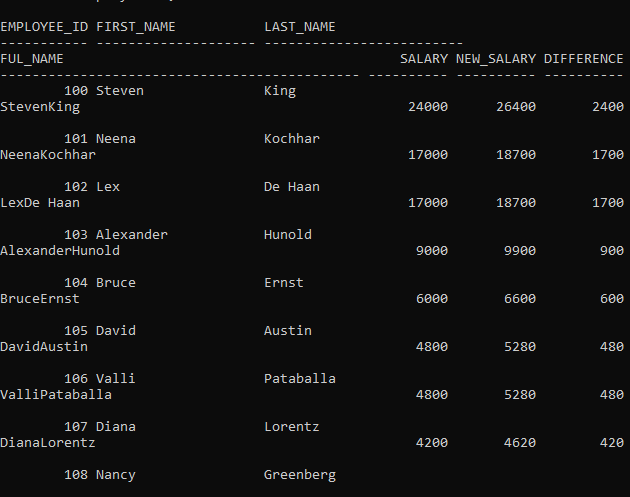 EMPLOYEE_ID FIRST_NAME           LAST_NAME
----------- -------------------- -------------------------
FUL_NAME                                          SALARY NEW_SALARY DIFFERENCE
--------------------------------------------- ---------- ---------- ----------
        100 Steven               King
StevenKing                                         24000      26400       2400
        101 Neena                Kochhar
NeenaKochhar                                       17000      18700       1700
        102 Lex                  De Haan
LexDe Haan                                         17000      18700       1700
        103 Alexander            Hunold
AlexanderHunold                                     9000       9900        900
        104 Bruce                Ernst
BruceErnst                                          6000       6600        600
        105 David                Austin
DavidAustin                                         4800       5280        480
        106 Valli                Pataballa
ValliPataballa                                      4800       5280        480
        107 Diana                Lorentz
DianaLorentz                                        4200       4620        420
        108 Nancy                Greenberg